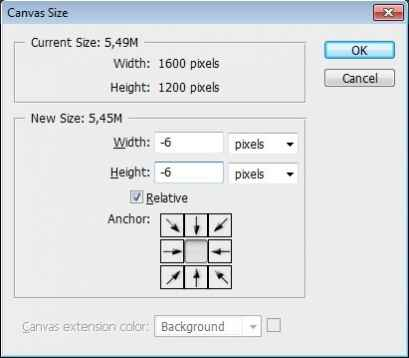 Canvas Size
Current Size: 5,49M
Width: 1600 pixels
Height: 1200 pixels
OK
Cancel
New Size: 5,45M
Width: -6 pixels
Height: -6 pixels
Relative
Anchor:
Canvas extension color: Background